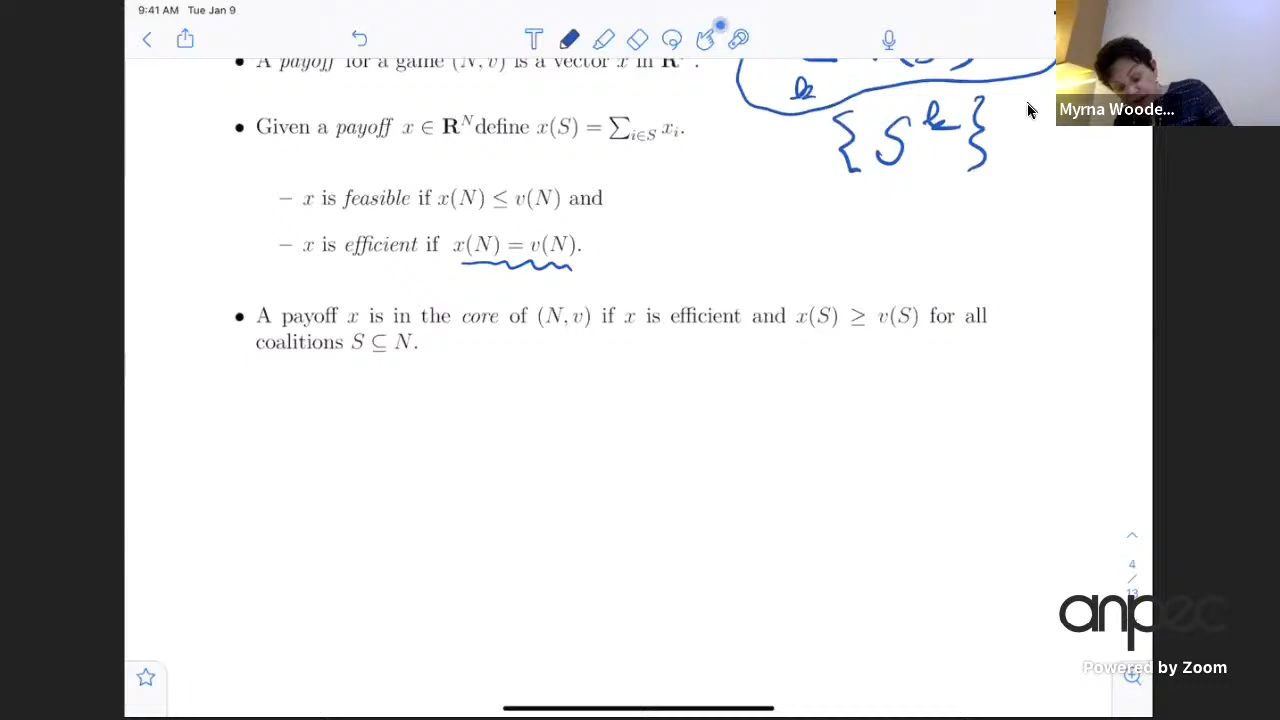 9:41 AM Tue Jan 9
T
• A payoff for a game (N, v) is a vector x in R
k
{S^k}
Myrna Woode...
• Given a payoff x ∈ R^N define x(S) = ∑_{i∈S} x_i.
– x is feasible if x(N) ≤ v(N) and
– x is efficient if x(N) = v(N).
• A payoff x is in the core of (N, v) if x is efficient and x(S) ≥ v(S) for all
coalitions S ⊆ N.
4
/
13
anpec
Powered by Zoom